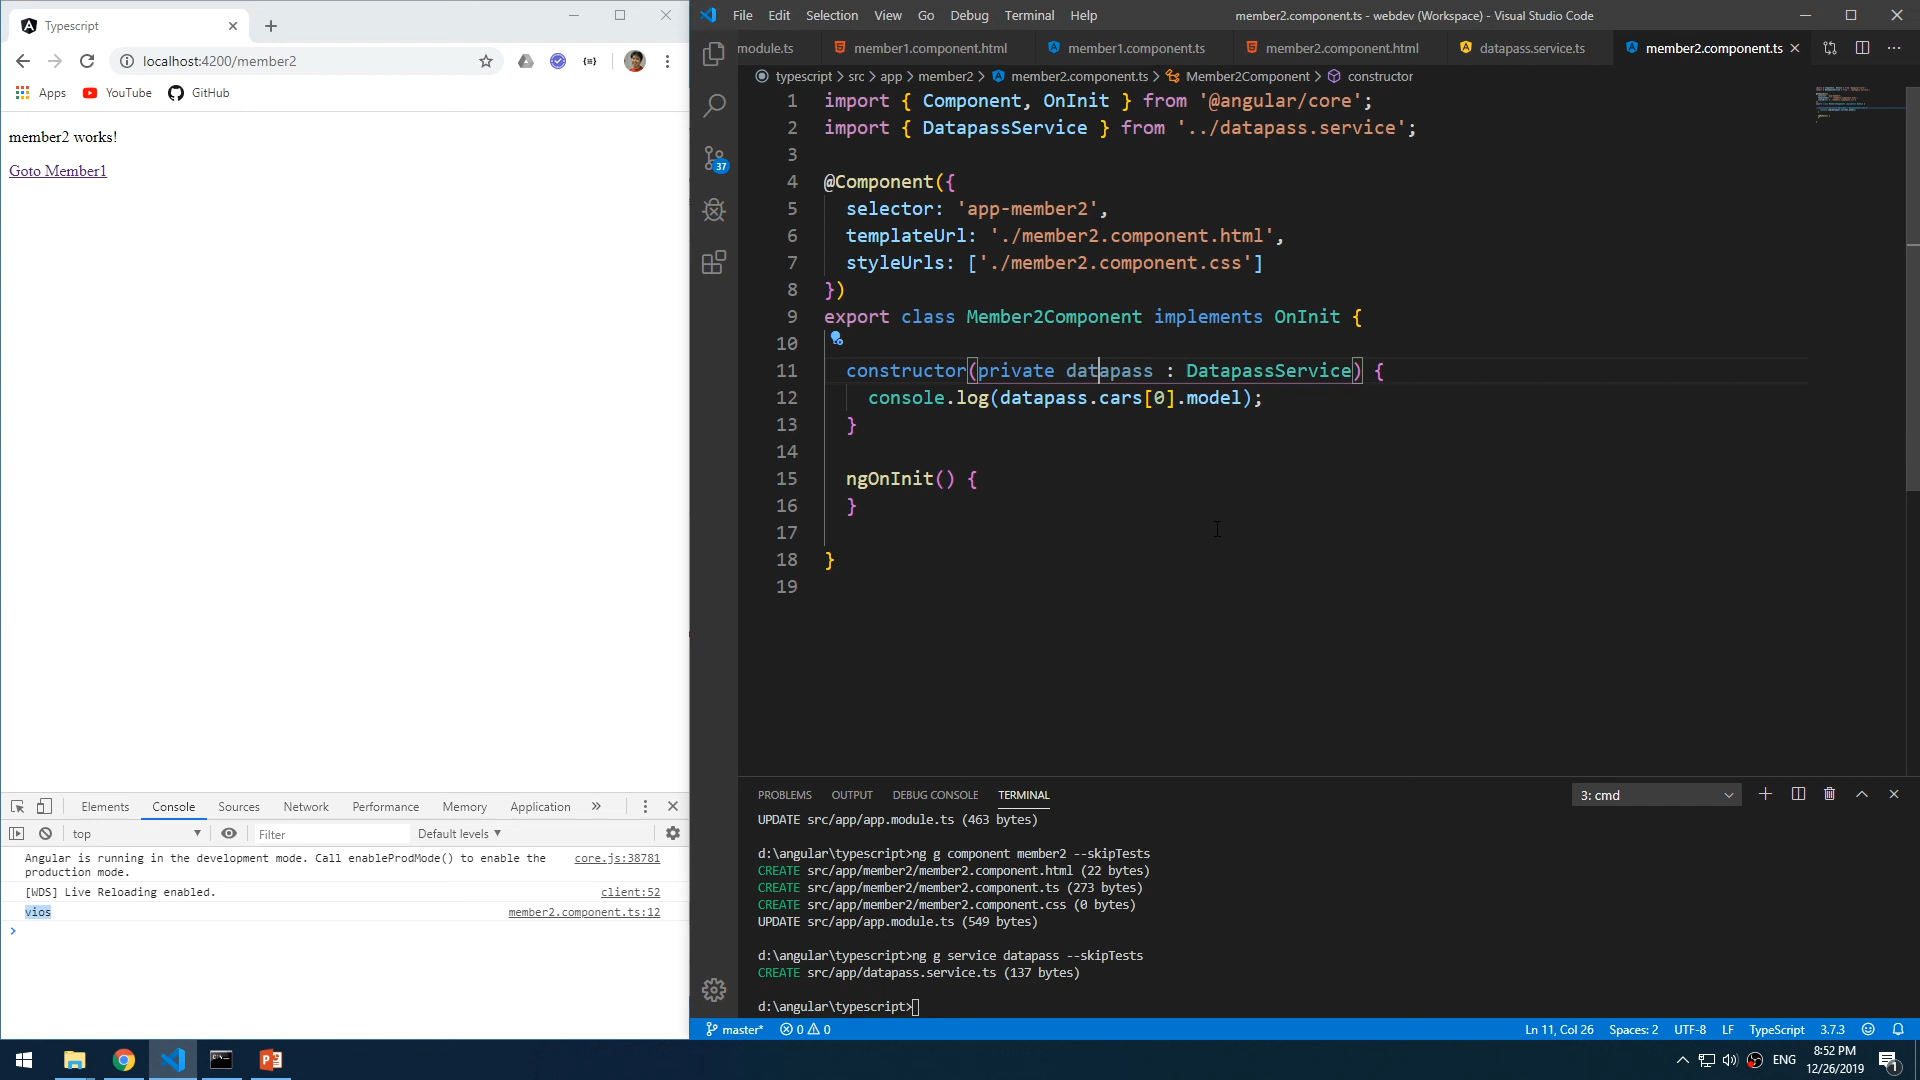 Typescript
localhost:4200/member2
Apps
YouTube
GitHub
member2 works!
Goto Member1
Elements
Console
Sources
Network
Performance
Memory
Application
top
Filter
Default levels
Angular is running in the development mode. Call enableProdMode() to enable the production mode.
core.js:38781
[WDS] Live Reloading enabled.
client:52
vios
member2.component.ts:12
File Edit Selection View Go Debug Terminal Help
member2.component.ts - webdev (Workspace) - Visual Studio Code
module.ts
member1.component.html
member1.component.ts
member2.component.html
datapass.service.ts
member2.component.ts
typescript > src > app > member2 > member2.component.ts > Member2Component > constructor
37
1 import { Component, OnInit } from '@angular/core';
2 import { DatapassService } from '../datapass.service';
3
4 @Component({
5 selector: 'app-member2',
6 templateUrl: './member2.component.html',
7 styleUrls: ['./member2.component.css']
8 })
9 export class Member2Component implements OnInit {
10
11 constructor(private datapass : DatapassService) {
12 console.log(datapass.cars[0].model);
13 }
14
15 ngOnInit() {
16 }
17
18 }
19
PROBLEMS
OUTPUT
DEBUG CONSOLE
TERMINAL
3: cmd
UPDATE src/app/app.module.ts (463 bytes)
d:\angular\typescript>ng g component member2 --skipTests
CREATE src/app/member2/member2.component.html (22 bytes)
CREATE src/app/member2/member2.component.ts (273 bytes)
CREATE src/app/member2/member2.component.css (0 bytes)
UPDATE src/app/app.module.ts (549 bytes)
d:\angular\typescript>ng g service datapass --skipTests
CREATE src/app/datapass.service.ts (137 bytes)
d:\angular\typescript>
master*
0
0
Ln 11, Col 26
Spaces: 2
UTF-8
LF
TypeScript
3.7.3
ENG
8:52 PM
12/26/2019
1